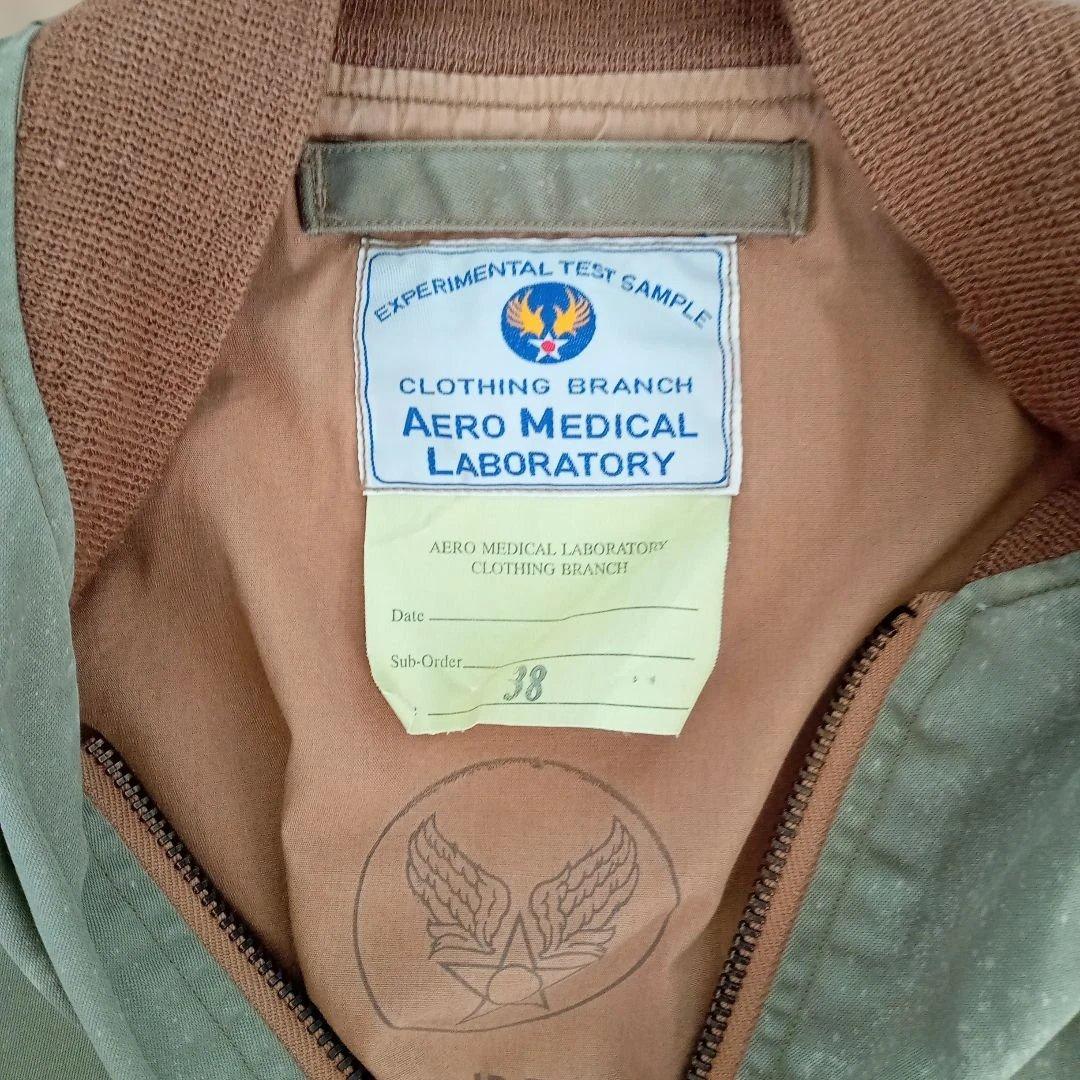 EXPERIMENTAL TEST SAMPLE
CLOTHING BRANCH
AERO MEDICAL
LABORATORY
AERO MEDICAL LABORATORY
CLOTHING BRANCH
Date
Sub-Order
38